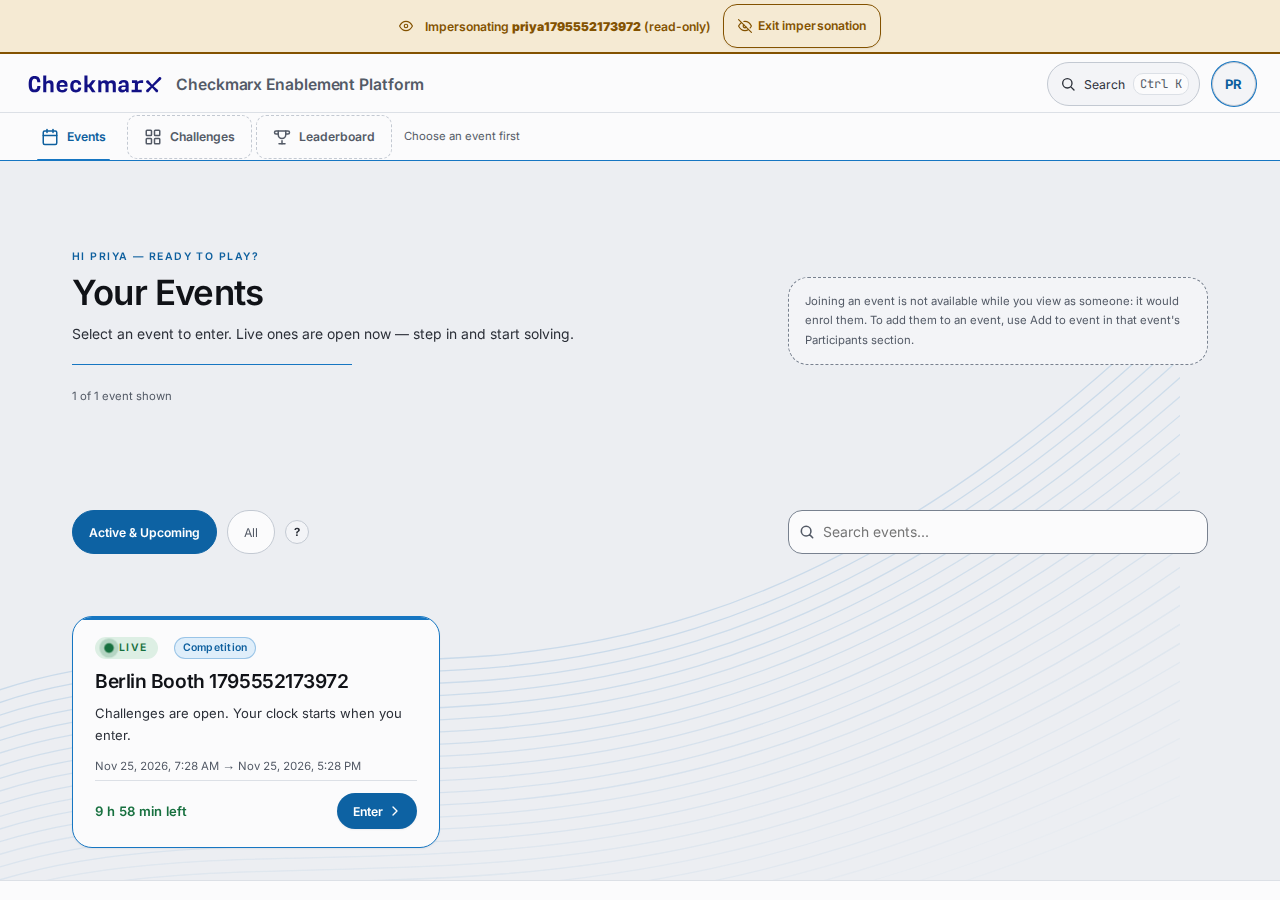 Impersonating priya1795552173972 (read-only)
Exit impersonation
Checkmarx
Checkmarx Enablement Platform
Search Ctrl K
PR
Events
Challenges
Leaderboard
Choose an event first
HI PRIYA — READY TO PLAY?
Your Events
Select an event to enter. Live ones are open now — step in and start solving.
Joining an event is not available while you view as someone: it would
enrol them. To add them to an event, use Add to event in that event's
Participants section.
1 of 1 event shown
Active & Upcoming
All
?
Search events...
LIVE
Competition
Berlin Booth 1795552173972
Challenges are open. Your clock starts when you
enter.
Nov 25, 2026, 7:28 AM → Nov 25, 2026, 5:28 PM
9 h 58 min left
Enter